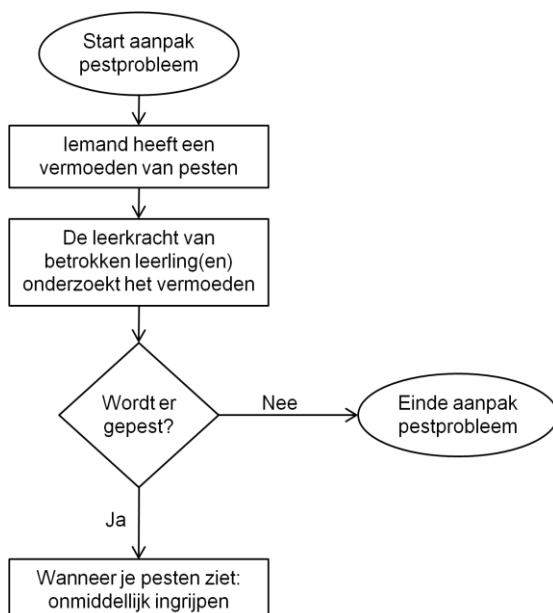 Start aanpak
pestprobleem
Iemand heeft een
vermoeden van pesten
De leerkracht van
betrokken leerling(en)
onderzoekt het vermoeden
Wordt er
gepest?
Nee
Einde aanpak
pestprobleem
Ja
Wanneer je pesten ziet:
onmiddellijk ingrijpen